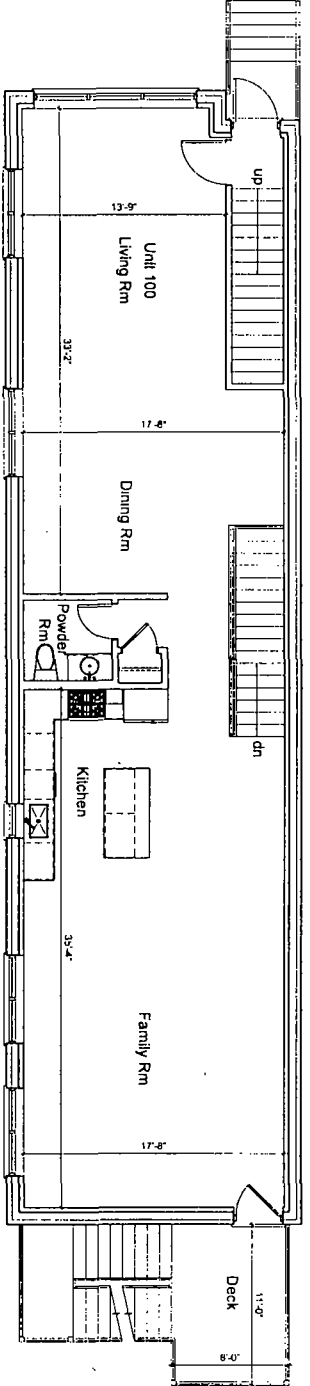 up
13'-9"
Unit 100
Living Rm
33'-2"
17'-8"
Dining Rm
Powder
Rm
dn
Kitchen
35'-4"
Family Rm
17'-8"
Deck
11'-0"
8'-0"